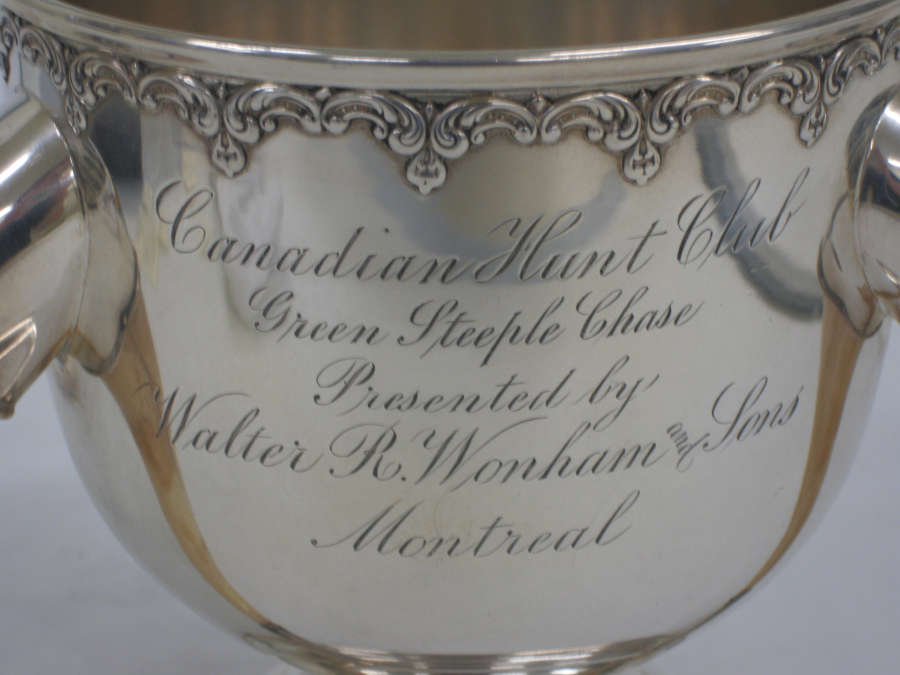 Canadian Hunt Club
Green Steeple Chase
Presented by
Walter R. Wonham and Sons
Montreal